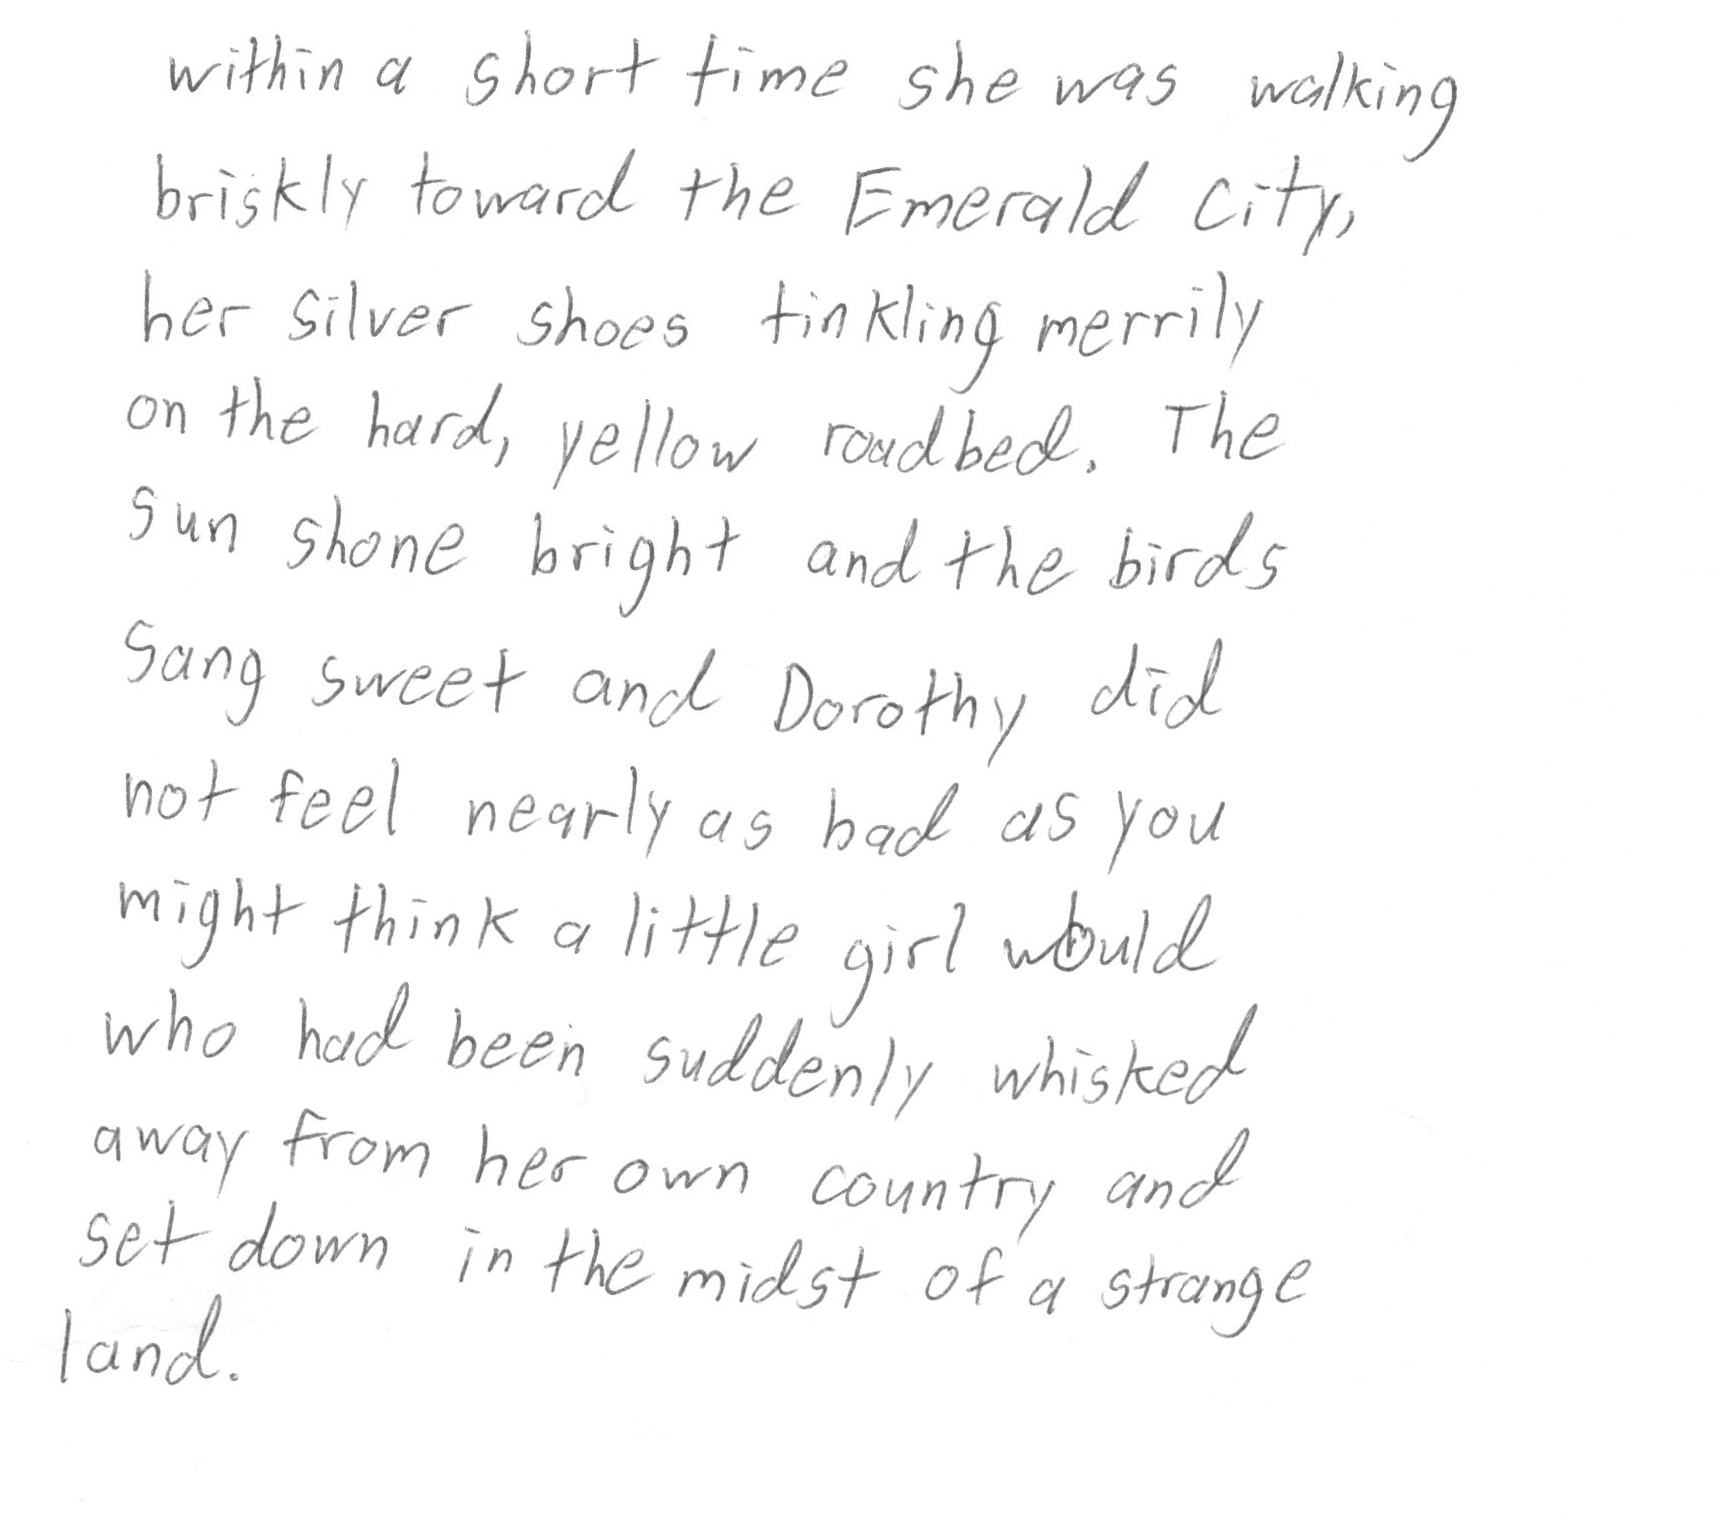 within a short time she was walking
briskly toward the Emerald City,
her silver shoes tinkling merrily
on the hard, yellow roadbed. The
sun shone bright and the birds
sang sweet and Dorothy did
not feel nearly as bad as you
might think a little girl would
who had been suddenly whisked
away from her own country and
set down in the midst of a strange
land.